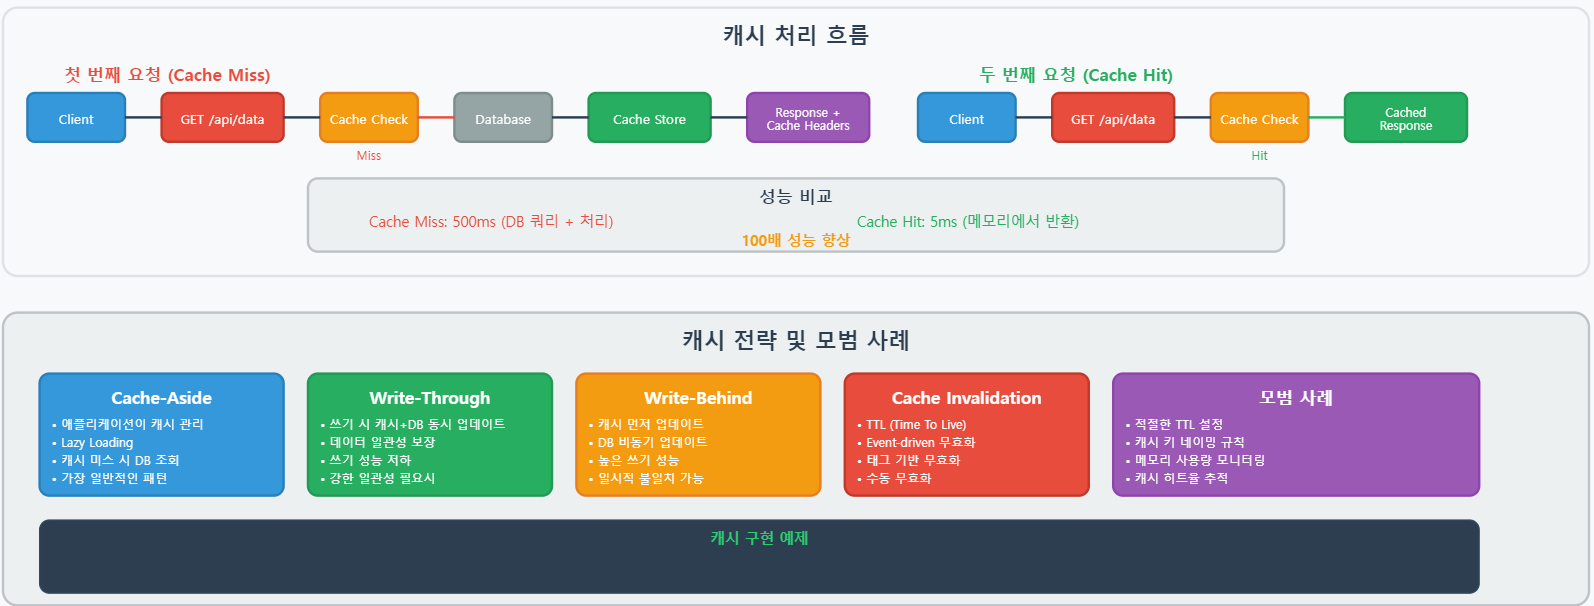 캐시 처리 흐름
첫 번째 요청 (Cache Miss)
Client
GET /api/data
Cache Check
Database
Cache Store
Response +
Cache Headers
Miss
두 번째 요청 (Cache Hit)
Client
GET /api/data
Cache Check
Cached
Response
Hit
성능 비교
Cache Miss: 500ms (DB 쿼리 + 처리)
Cache Hit: 5ms (메모리에서 반환)
100배 성능 향상
캐시 전략 및 모범 사례
Cache-Aside
• 애플리케이션이 캐시 관리
• Lazy Loading
• 캐시 미스 시 DB 조회
• 가장 일반적인 패턴
Write-Through
• 쓰기 시 캐시+DB 동시 업데이트
• 데이터 일관성 보장
• 쓰기 성능 저하
• 강한 일관성 필요시
Write-Behind
• 캐시 먼저 업데이트
• DB 비동기 업데이트
• 높은 쓰기 성능
• 일시적 불일치 가능
Cache Invalidation
• TTL (Time To Live)
• Event-driven 무효화
• 태그 기반 무효화
• 수동 무효화
모범 사례
• 적절한 TTL 설정
• 캐시 키 네이밍 규칙
• 메모리 사용량 모니터링
• 캐시 히트율 추적
캐시 구현 예제